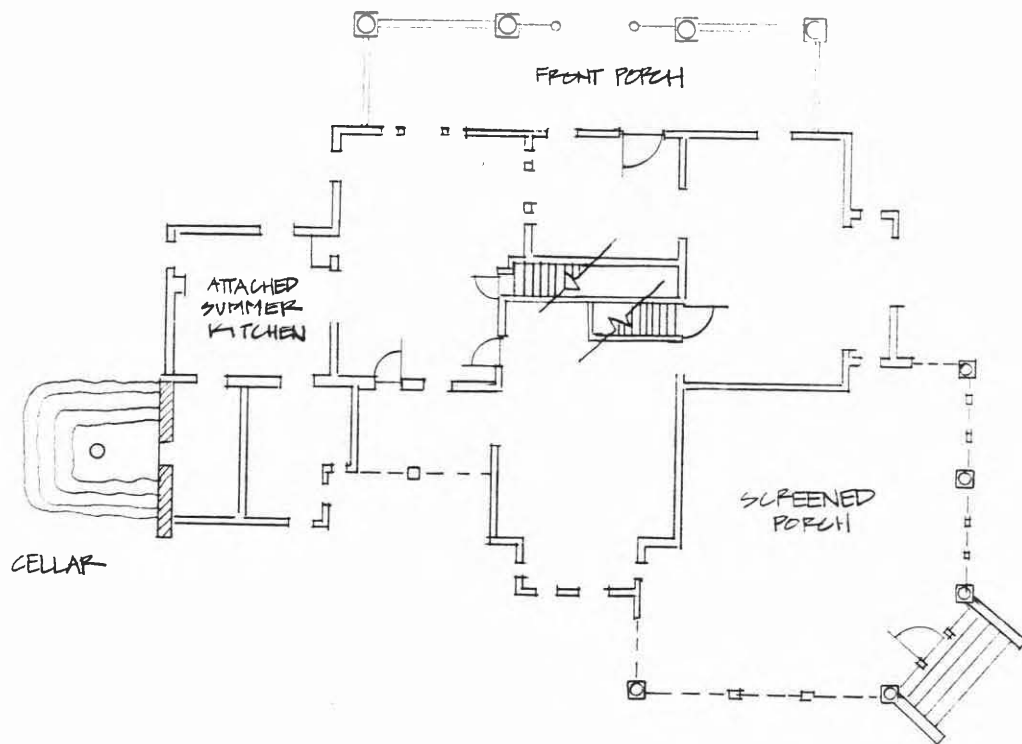 FRONT PORCH
ATTACHED
SUMMER
KITCHEN
SCREENED
PORCH
CELLAR